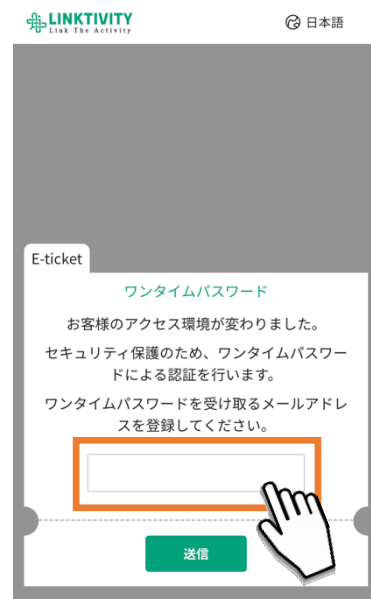 LINKTIVITY
Link The Activity
日本語
E-ticket
ワンタイムパスワード
お客様のアクセス環境が変わりました。
セキュリティ保護のため、ワンタイムパスワー
ドによる認証を行います。
ワンタイムパスワードを受け取るメールアドレ
スを登録してください。
送信